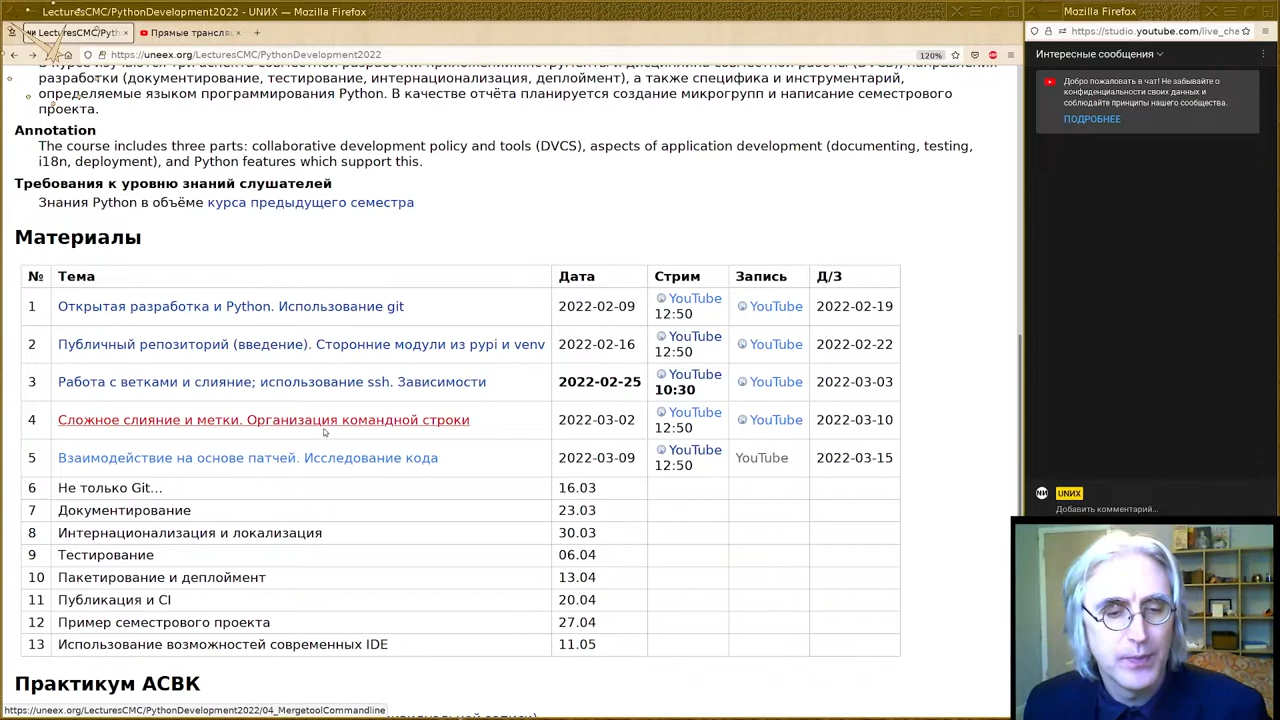 LecturesCMC/PythonDevelopment2022 - UNИX — Mozilla Firefox
LecturesCMC/Pyth
Прямые трансляц
https://uneex.org/LecturesCMC/PythonDevelopment2022
120%
разработки (документирование, тестирование, интернационализация, деплоймент), а также специфика и инструментарий,
определяемые языком программирования Python. В качестве отчёта планируется создание микрогрупп и написание семестрового
проекта.
Annotation
The course includes three parts: collaborative development policy and tools (DVCS), aspects of application development (documenting, testing,
i18n, deployment), and Python features which support this.
Требования к уровню знаний слушателей
Знания Python в объёме курса предыдущего семестра
Материалы
№ Тема Дата Стрим Запись Д/З
1 Открытая разработка и Python. Использование git 2022-02-09 YouTube 12:50 YouTube 2022-02-19
2 Публичный репозиторий (введение). Сторонние модули из pypi и venv 2022-02-16 YouTube 12:50 YouTube 2022-02-22
3 Работа с ветками и слияние; использование ssh. Зависимости 2022-02-25 YouTube 10:30 YouTube 2022-03-03
4 Сложное слияние и метки. Организация командной строки 2022-03-02 YouTube 12:50 YouTube 2022-03-10
5 Взаимодействие на основе патчей. Исследование кода 2022-03-09 YouTube 12:50 YouTube 2022-03-15
6 Не только Git... 16.03
7 Документирование 23.03
8 Интернационализация и локализация 30.03
9 Тестирование 06.04
10 Пакетирование и деплоймент 13.04
11 Публикация и CI 20.04
12 Пример семестрового проекта 27.04
13 Использование возможностей современных IDE 11.05
Практикум АСВК
https://uneex.org/LecturesCMC/PythonDevelopment2022/04_MergetoolCommandline
Mozilla Firefox
https://studio.youtube.com/live_cha
Интересные сообщения
Добро пожаловать в чат! Не забывайте о
конфиденциальности своих данных и
соблюдайте принципы нашего сообщества.
ПОДРОБНЕЕ
UNИX
Добавить комментарий...